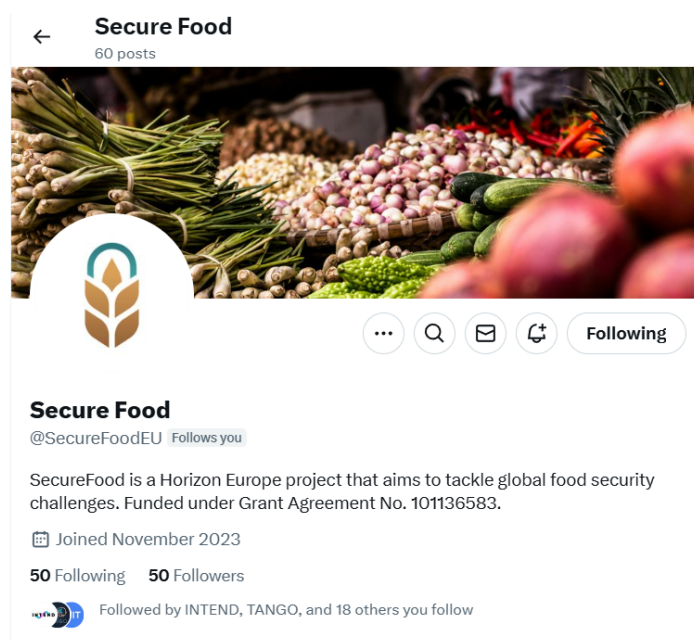 Secure Food
60 posts
Following
Secure Food
@SecureFoodEU Follows you
SecureFood is a Horizon Europe project that aims to tackle global food security
challenges. Funded under Grant Agreement No. 101136583.
Joined November 2023
50 Following 50 Followers
INTEND IT Followed by INTEND, TANGO, and 18 others you follow